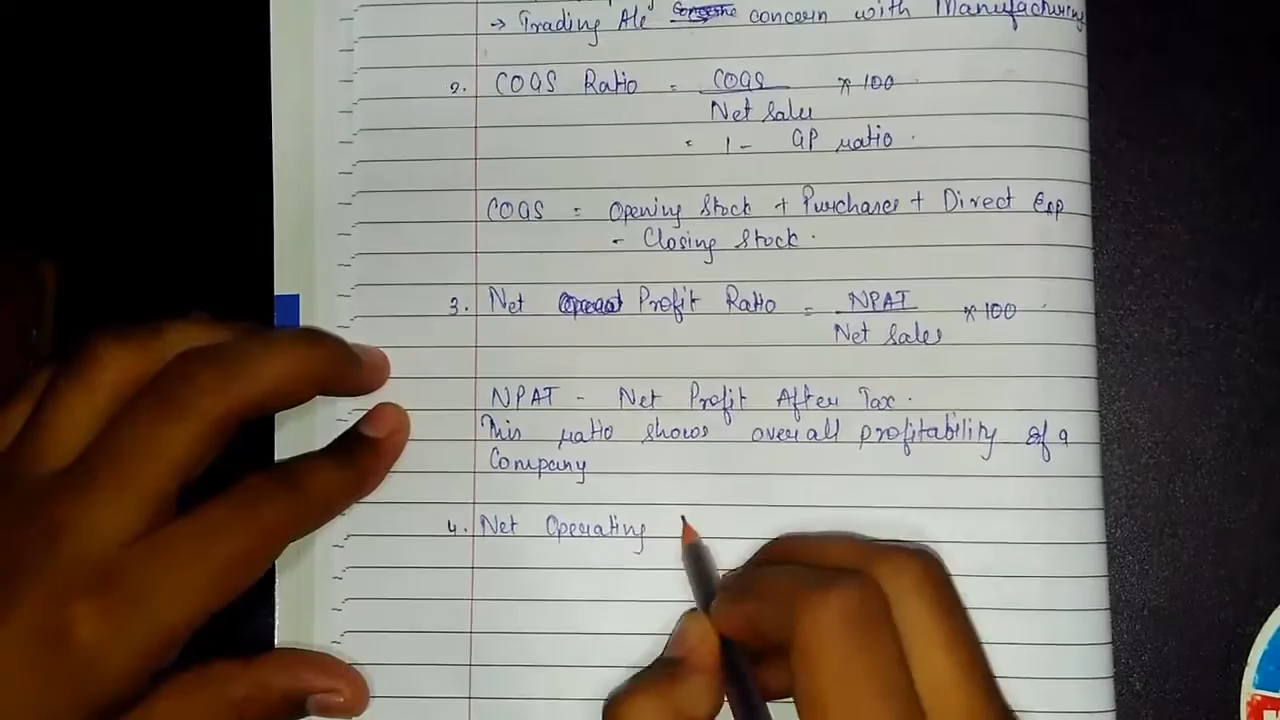 → Trading A/c concern with Manufacturing
2. COGS Ratio = COGS × 100
Net Sales
= 1 - GP ratio.
COGS = Opening Stock + Purchases + Direct Exp
- Closing Stock.
3. Net Profit Ratio = NPAT × 100
Net Sales
NPAT - Net Profit After Tax.
This ratio shows overall profitability of a
Company
4. Net Operating